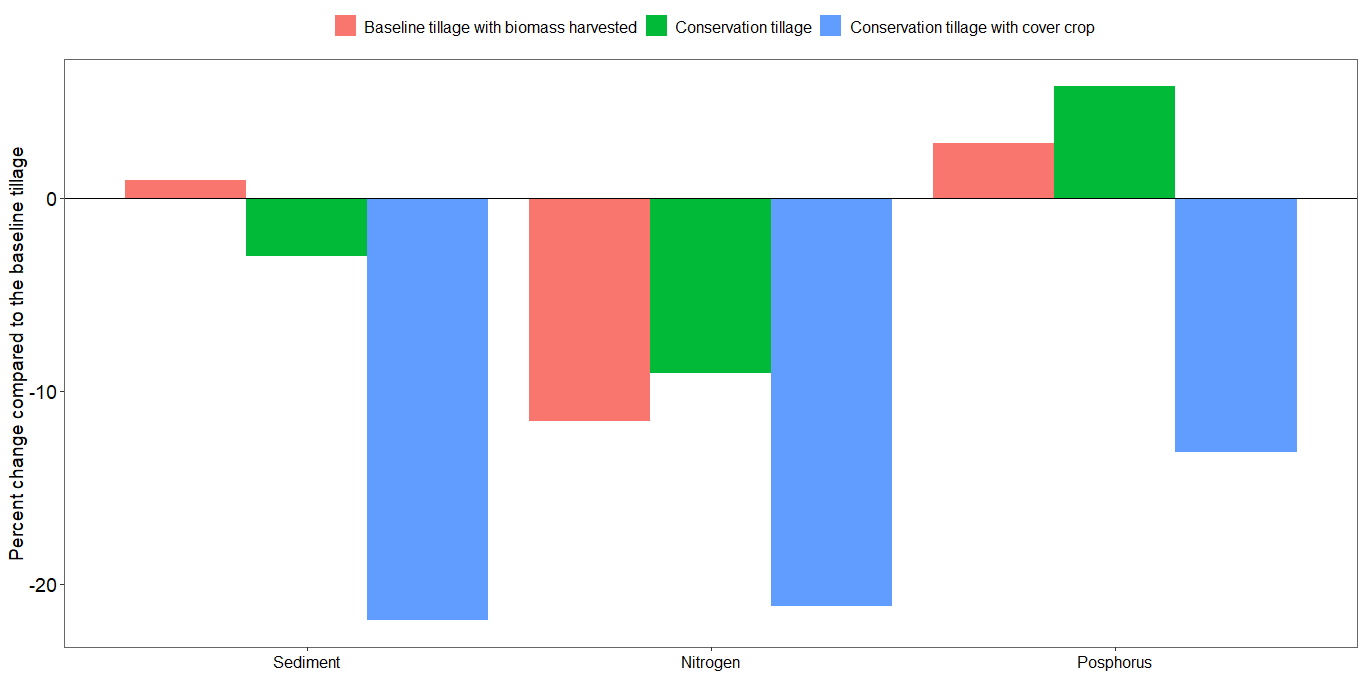 Baseline tillage with biomass harvested Conservation tillage Conservation tillage with cover crop
Percent change compared to the baseline tillage
0
-10
-20
Sediment Nitrogen Posphorus